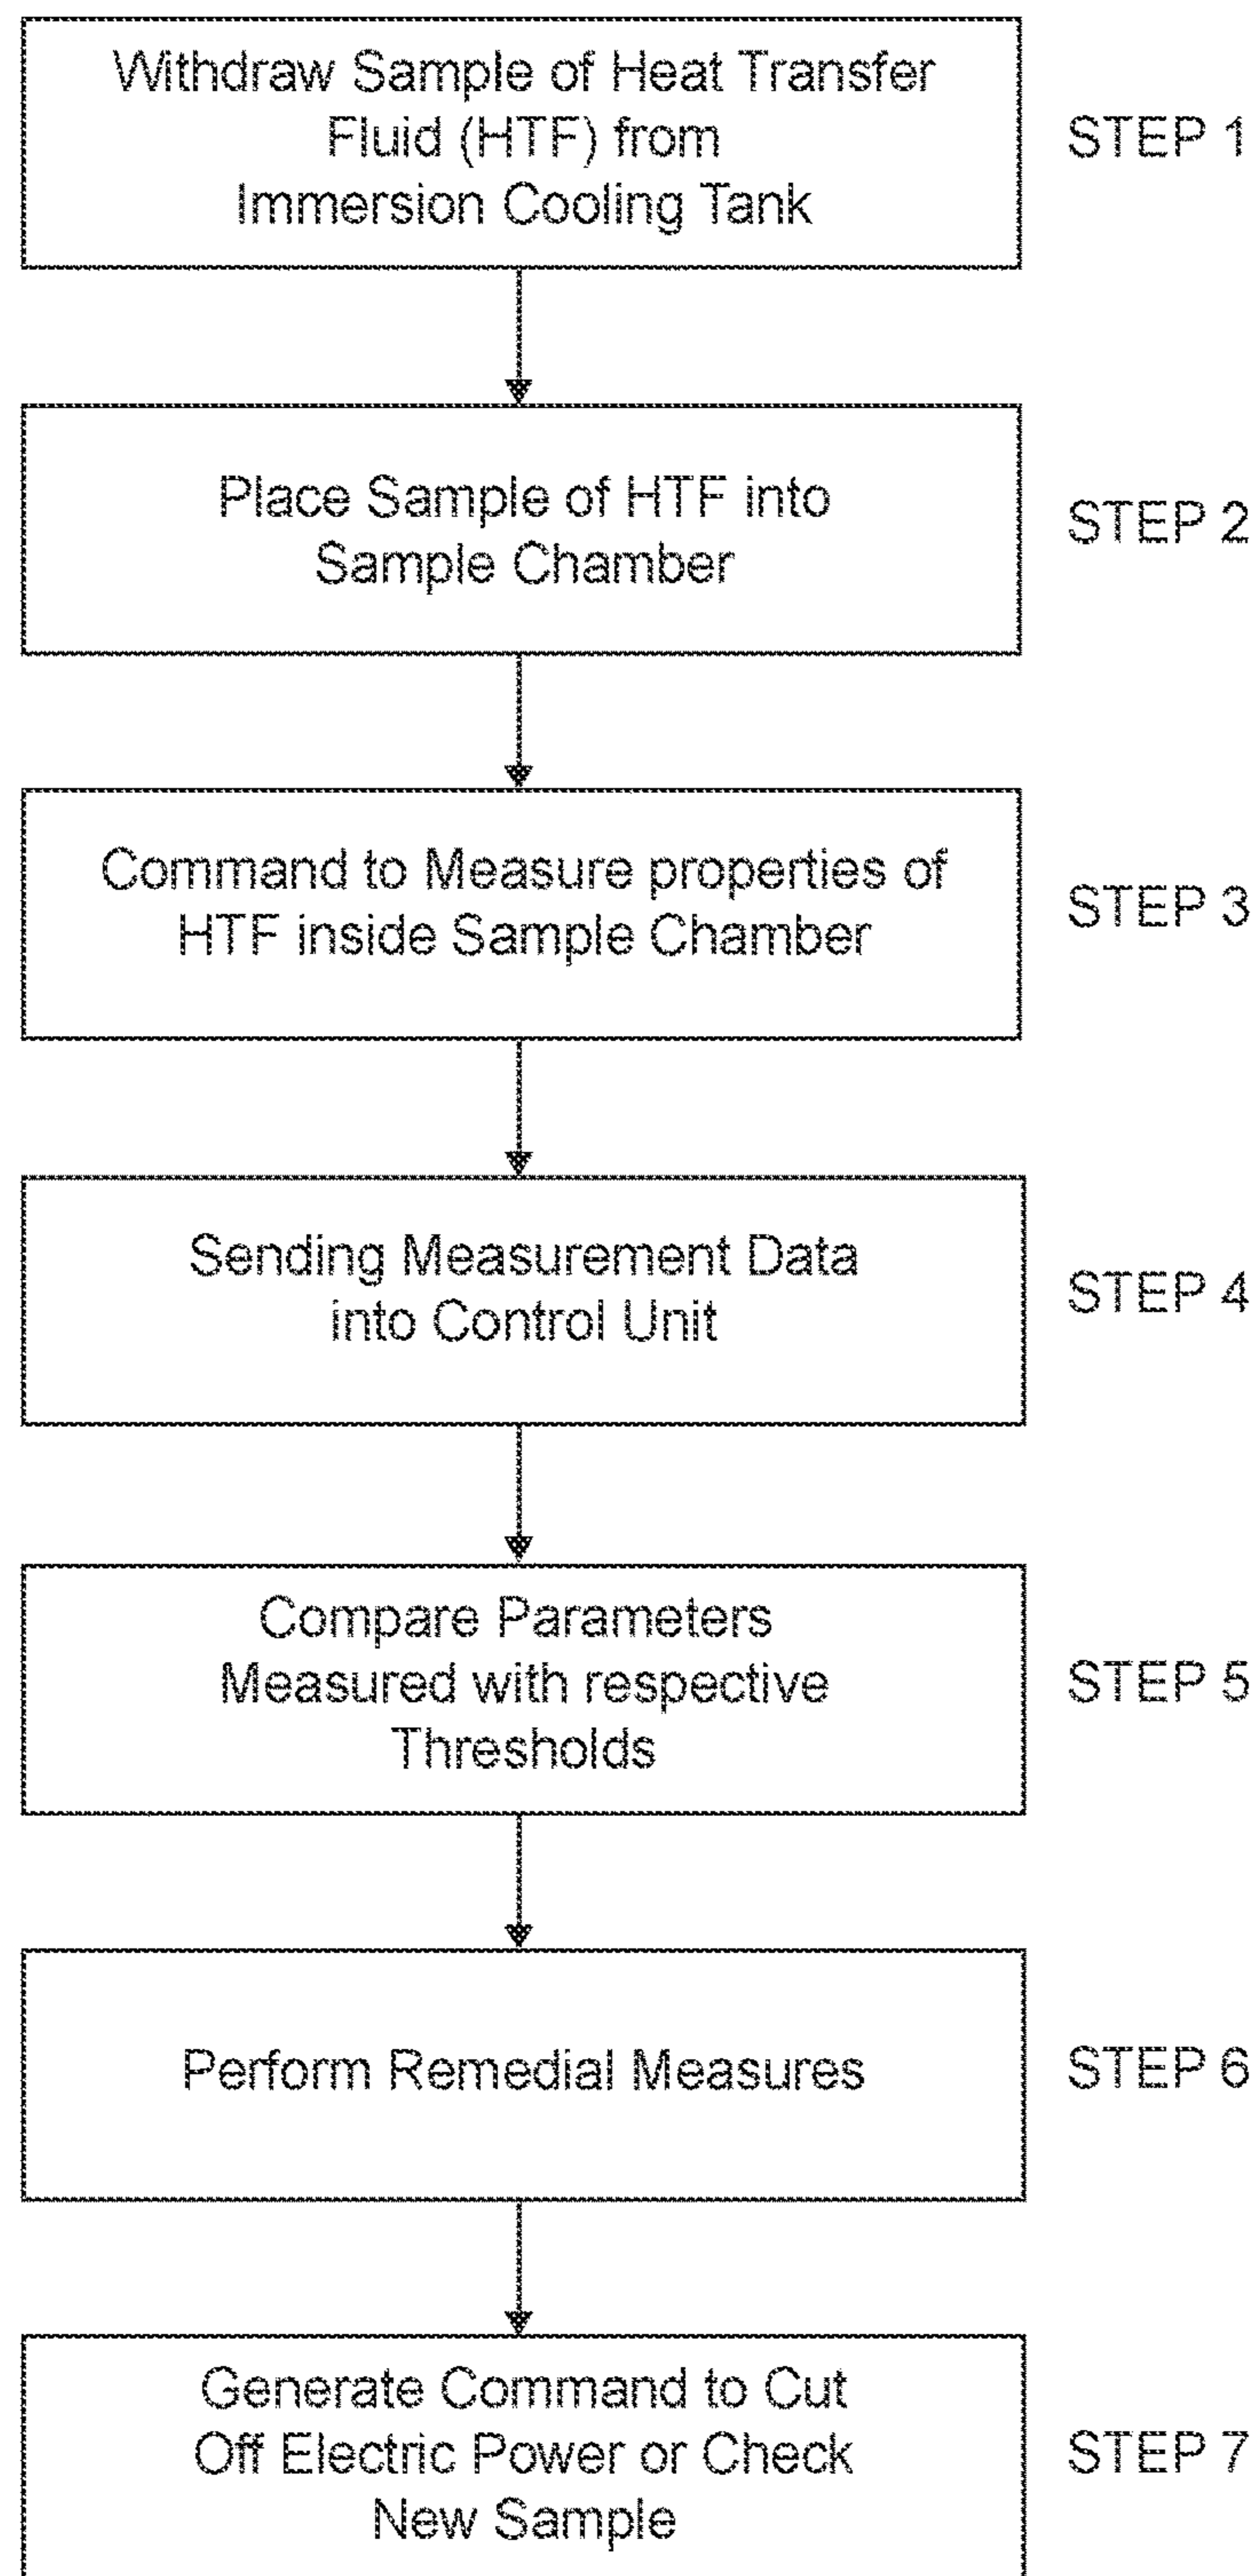 Withdraw Sample of Heat Transfer
Fluid (HTF) from
Immersion Cooling Tank
STEP 1
Place Sample of HTF into
Sample Chamber
STEP 2
Command to Measure properties of
HTF inside Sample Chamber
STEP 3
Sending Measurement Data
into Control Unit
STEP 4
Compare Parameters
Measured with respective
Thresholds
STEP 5
Perform Remedial Measures
STEP 6
Generate Command to Cut
Off Electric Power or Check
New Sample
STEP 7